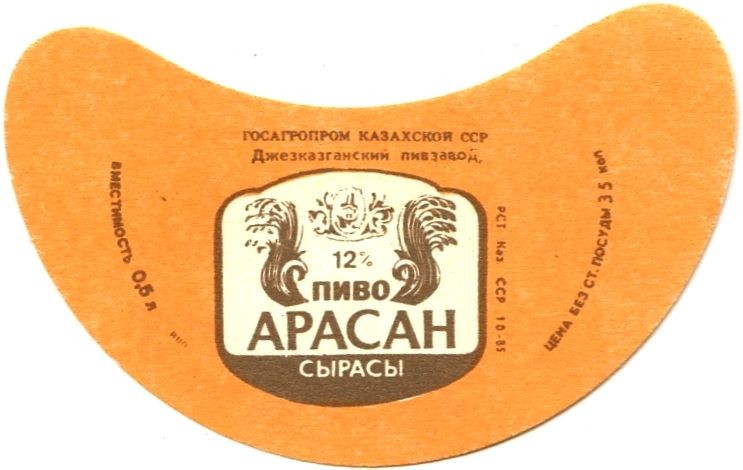 ГОСАГРОПРОМ КАЗАХСКОЙ ССР
Джезказганский пивзавод,
ВМЕСТИМОСТЬ 0,5 л
12%
ПИВО
АРАСАН
СЫРАСЫ
РСТ Каз ССР 10-85
ЦЕНА БЕЗ СТ. ПОСУДЫ 35 коп